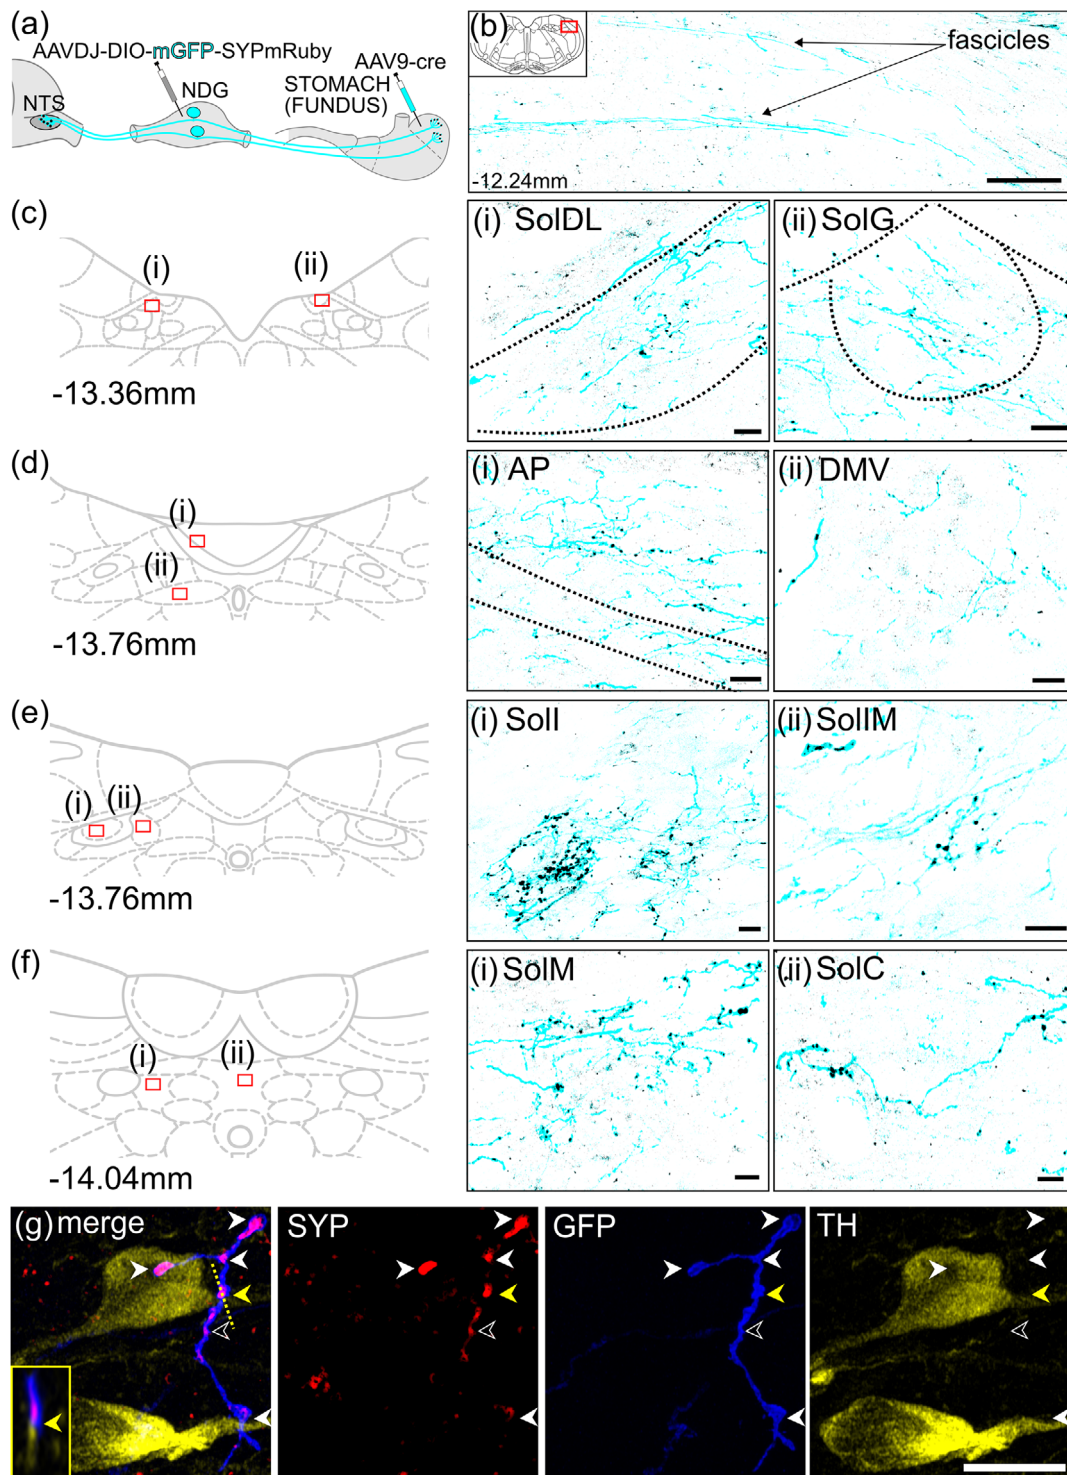 (a)
AAVDJ-DIO-mGFP-SYPmRuby
NTS
NDG
STOMACH
(FUNDUS)
AAV9-cre
(b)
fascicles
-12.24mm
(c)
(i)
(ii)
-13.36mm
(i) SolDL
(ii) SolG
(d)
(i)
(ii)
-13.76mm
(i) AP
(ii) DMV
(e)
(i)
(ii)
-13.76mm
(i) SolI
(ii) SolIM
(f)
(i)
(ii)
-14.04mm
(i) SolM
(ii) SolC
(g) merge
SYP
GFP
TH